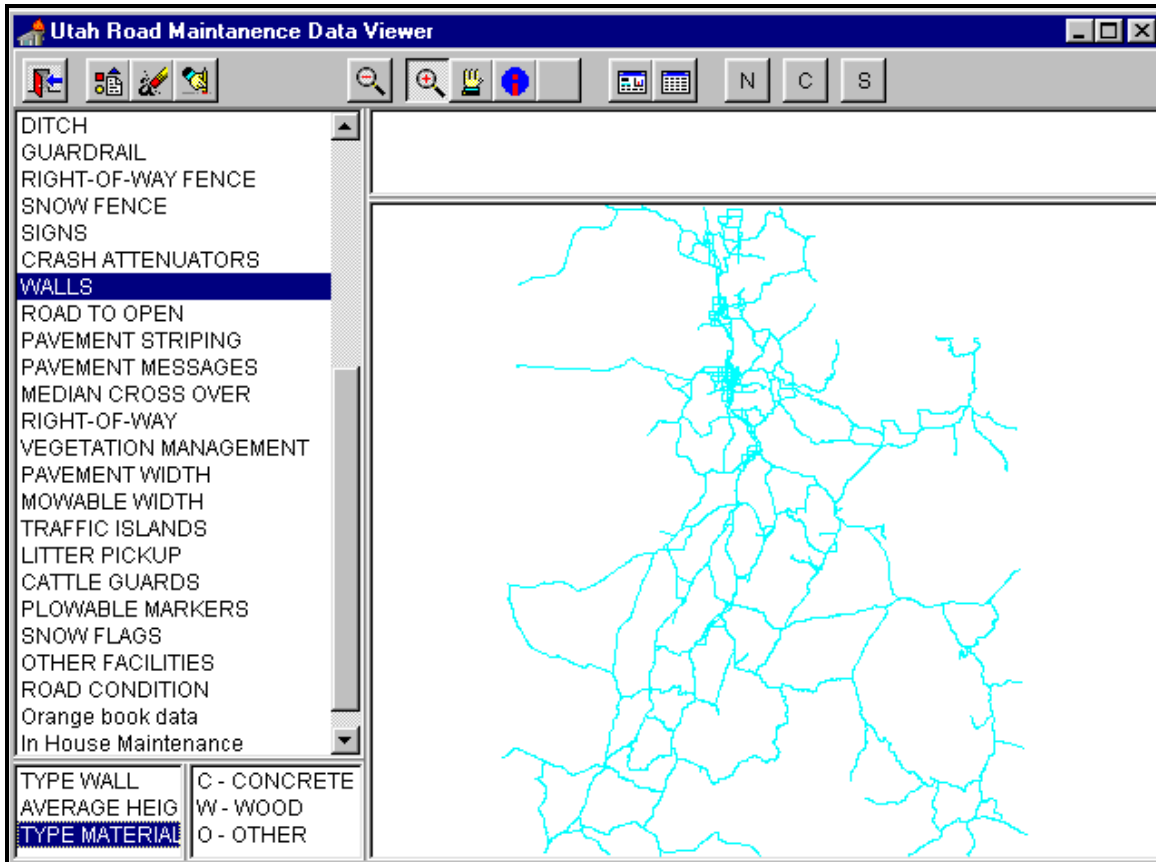 Utah Road Maintanence Data Viewer
N C S
DITCH
GUARDRAIL
RIGHT-OF-WAY FENCE
SNOW FENCE
SIGNS
CRASH ATTENUATORS
WALLS
ROAD TO OPEN
PAVEMENT STRIPING
PAVEMENT MESSAGES
MEDIAN CROSS OVER
RIGHT-OF-WAY
VEGETATION MANAGEMENT
PAVEMENT WIDTH
MOWABLE WIDTH
TRAFFIC ISLANDS
LITTER PICKUP
CATTLE GUARDS
PLOWABLE MARKERS
SNOW FLAGS
OTHER FACILITIES
ROAD CONDITION
Orange book data
In House Maintenance
TYPE WALL
AVERAGE HEIG
TYPE MATERIAL
C - CONCRETE
W - WOOD
O - OTHER